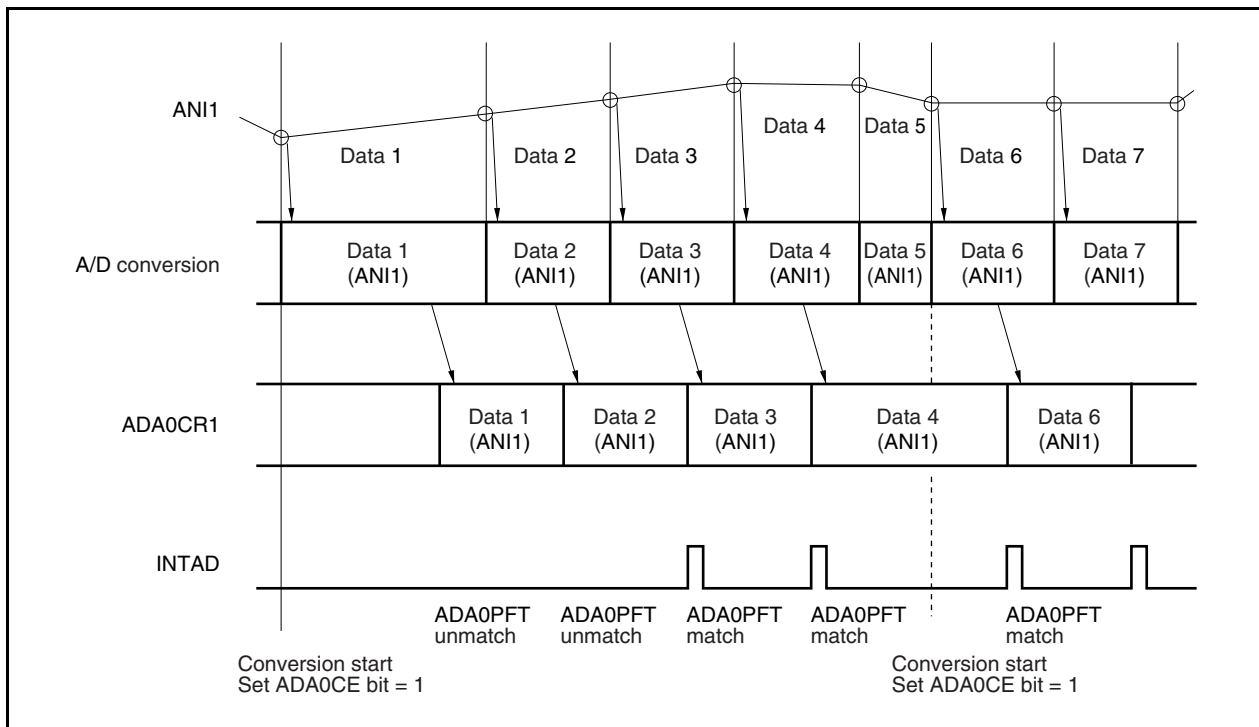 ANI1
Data 1
Data 2
Data 3
Data 4
Data 5
Data 6
Data 7
A/D conversion
Data 1
(ANI1)
Data 2
(ANI1)
Data 3
(ANI1)
Data 4
(ANI1)
Data 5
(ANI1)
Data 6
(ANI1)
Data 7
(ANI1)
ADA0CR1
Data 1
(ANI1)
Data 2
(ANI1)
Data 3
(ANI1)
Data 4
(ANI1)
Data 6
(ANI1)
INTAD
ADA0PFT
unmatch
ADA0PFT
unmatch
ADA0PFT
match
ADA0PFT
match
ADA0PFT
match
Conversion start
Set ADA0CE bit = 1
Conversion start
Set ADA0CE bit = 1